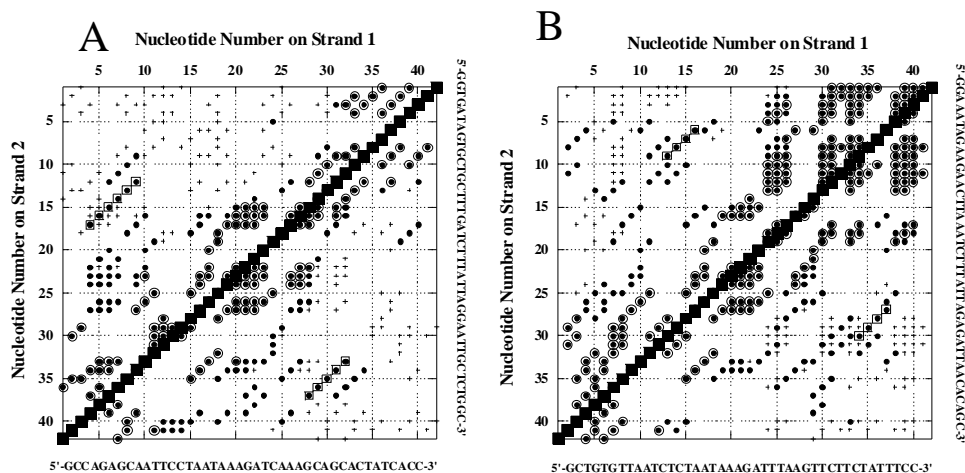 A
B
Nucleotide Number on Strand 1
Nucleotide Number on Strand 1
5 10 15 20 25 30 35 40
5 10 15 20 25 30 35 40
5
10
15
20
25
30
35
40
Nucleotide Number on Strand 2
5'-GGTGATAGTGCTGCTTTGATCTTTATTAGGAATTGCTCTGGC-3'
5
10
15
20
25
30
35
40
Nucleotide Number on Strand 2
5'-GGAAATAGAAGAACTTAAATCTTTATTAGAGATTAACACAGC-3'
5'-GCCAGAGCAATTCCTAATAAAGATCAAAGCAGCACTATCACC-3'
5'-GCTGTGTTAATCTCTAATAAAGATTTAAGTTCTTCTATTTCC-3'